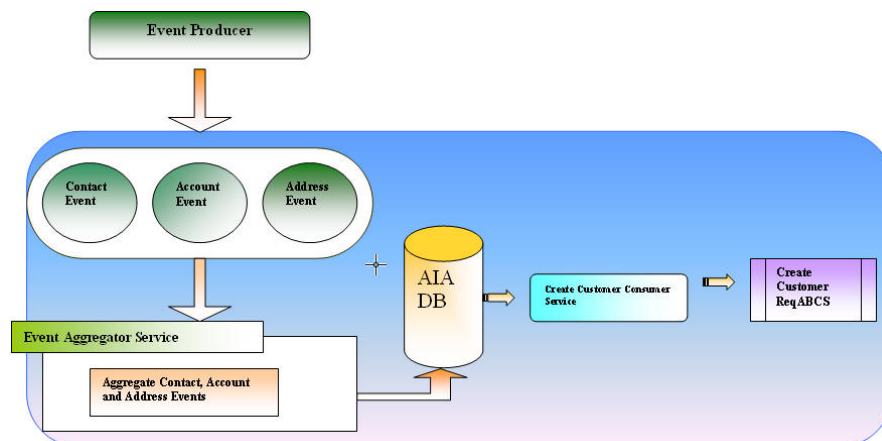 Event Producer
Contact
Event
Account
Event
Address
Event
Event Aggregator Service
Aggregate Contact, Account
and Address Events
AIA
DB
Create Customer Consumer
Service
Create
Customer
ReqABCS